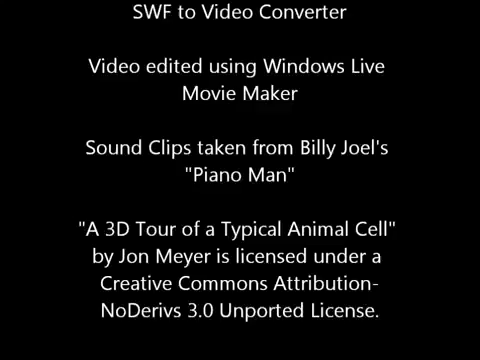 SWF to Video Converter
Video edited using Windows Live
Movie Maker
Sound Clips taken from Billy Joel's
"Piano Man"
"A 3D Tour of a Typical Animal Cell"
by Jon Meyer is licensed under a
Creative Commons Attribution-
NoDerivs 3.0 Unported License.